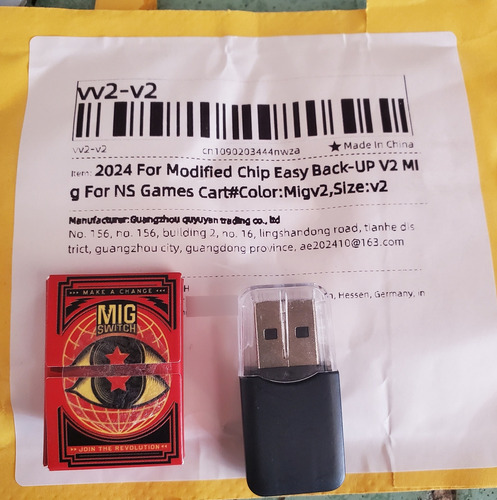 vv2-v2
vv2-v2
cn1090203444nwza
★ Made In China
Item: 2024 For Modified Chip Easy Back-UP V2 MI
g For NS Games Cart#Color:Migv2,Size:v2
Manufacturer:Guangzhou quyuyan trading co., ltd
No. 156, no. 156, building 2, no. 16, lingshandong road, tianhe dis
trict, guangzhou city, guangdong province, ae202410@163.com
Hessen, Germany, in
MAKE A CHANGE
MIG
SWITCH
JOIN THE REVOLUTION